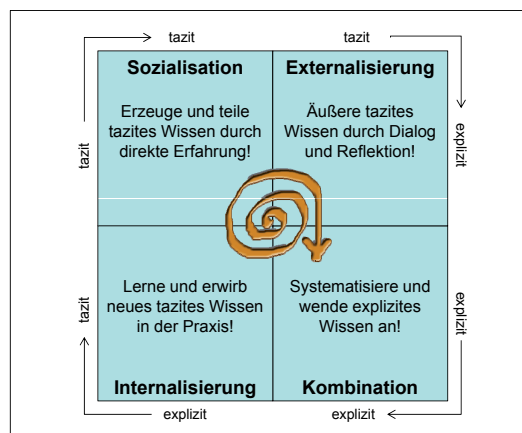 tazit
tazit
Sozialisation
Externalisierung
Erzeuge und teile
tazites Wissen durch
direkte Erfahrung!
Äußere tazites
Wissen durch Dialog
und Reflektion!
tazit
explizit
Lerne und erwirb
neues tazites Wissen
in der Praxis!
Systematisiere und
wende explizites
Wissen an!
tazit
explizit
Internalisierung
Kombination
explizit
explizit